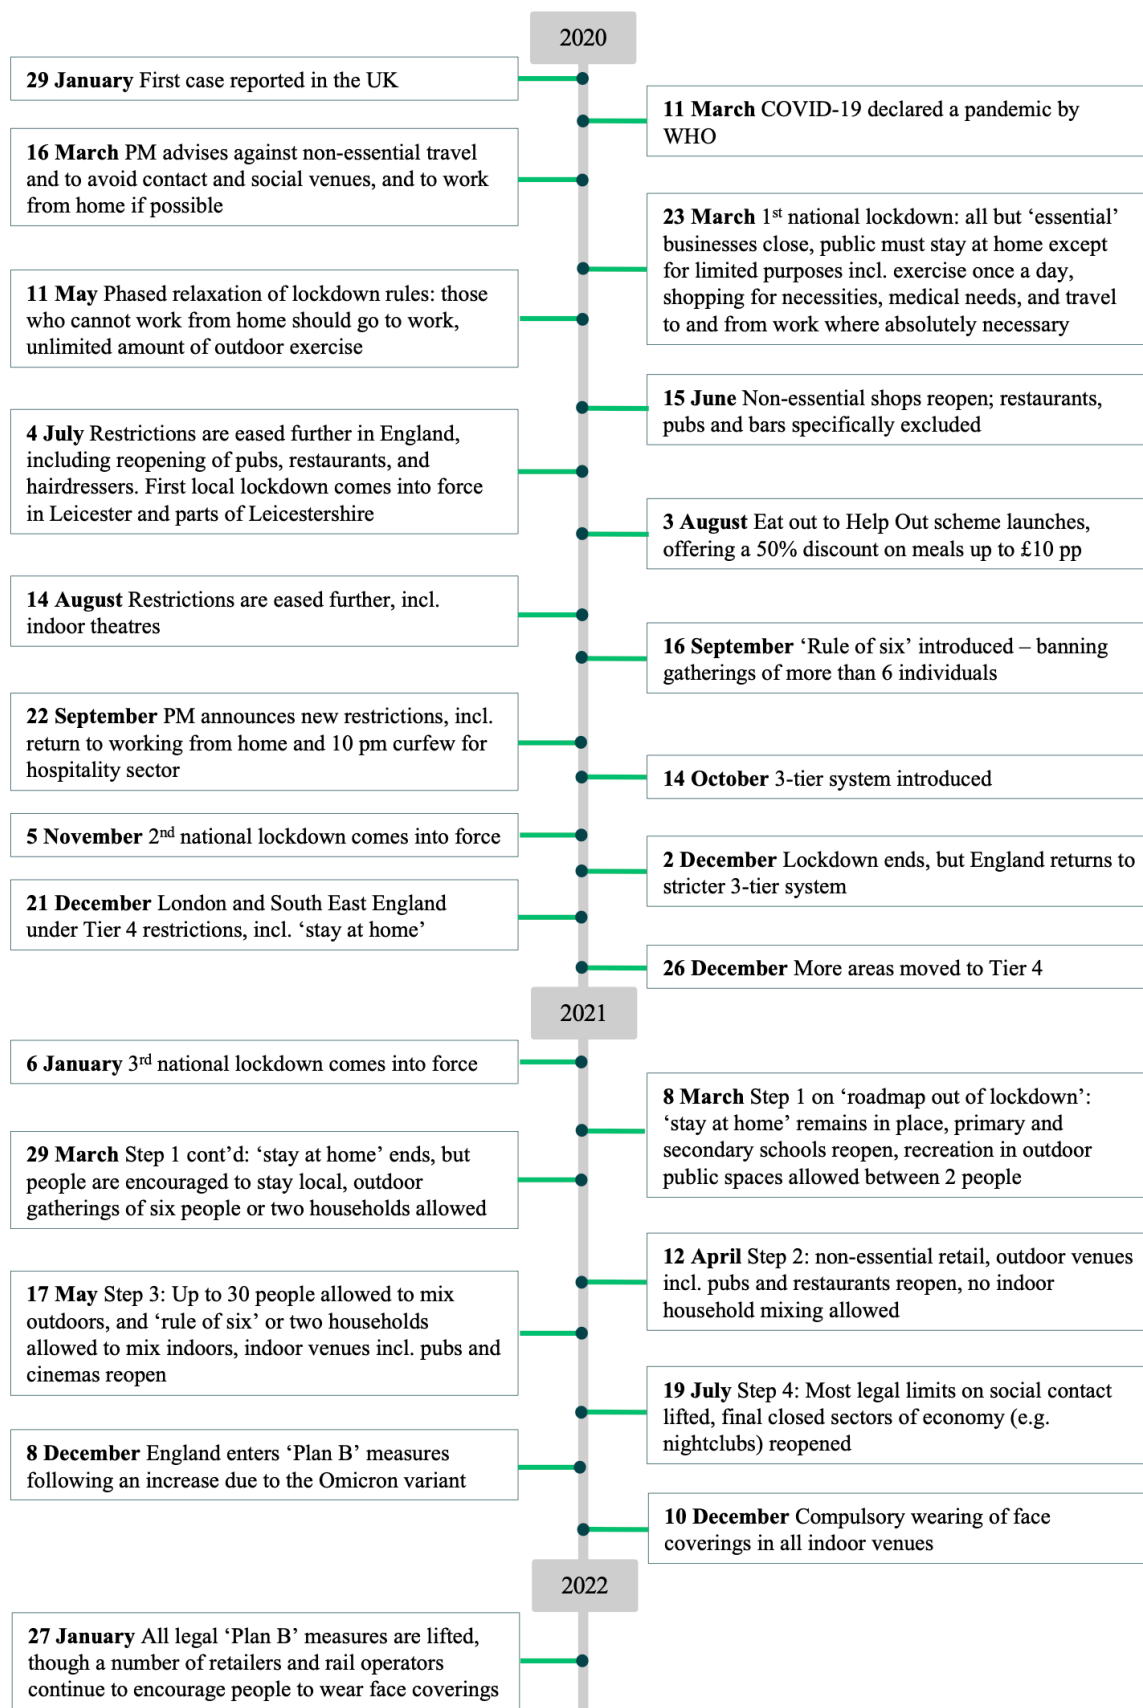 2020
29 January First case reported in the UK
11 March COVID-19 declared a pandemic by
WHO
16 March PM advises against non-essential travel
and to avoid contact and social venues, and to work
from home if possible
23 March 1st national lockdown: all but ‘essential’
businesses close, public must stay at home except
for limited purposes incl. exercise once a day,
shopping for necessities, medical needs, and travel
to and from work where absolutely necessary
11 May Phased relaxation of lockdown rules: those
who cannot work from home should go to work,
unlimited amount of outdoor exercise
15 June Non-essential shops reopen; restaurants,
pubs and bars specifically excluded
4 July Restrictions are eased further in England,
including reopening of pubs, restaurants, and
hairdressers. First local lockdown comes into force
in Leicester and parts of Leicestershire
3 August Eat out to Help Out scheme launches,
offering a 50% discount on meals up to £10 pp
14 August Restrictions are eased further, incl.
indoor theatres
16 September ‘Rule of six’ introduced – banning
gatherings of more than 6 individuals
22 September PM announces new restrictions, incl.
return to working from home and 10 pm curfew for
hospitality sector
14 October 3-tier system introduced
5 November 2nd national lockdown comes into force
2 December Lockdown ends, but England returns to
stricter 3-tier system
21 December London and South East England
under Tier 4 restrictions, incl. ‘stay at home’
26 December More areas moved to Tier 4
2021
6 January 3rd national lockdown comes into force
8 March Step 1 on ‘roadmap out of lockdown’:
‘stay at home’ remains in place, primary and
secondary schools reopen, recreation in outdoor
public spaces allowed between 2 people
29 March Step 1 cont’d: ‘stay at home’ ends, but
people are encouraged to stay local, outdoor
gatherings of six people or two households allowed
12 April Step 2: non-essential retail, outdoor venues
incl. pubs and restaurants reopen, no indoor
household mixing allowed
17 May Step 3: Up to 30 people allowed to mix
outdoors, and ‘rule of six’ or two households
allowed to mix indoors, indoor venues incl. pubs and
cinemas reopen
19 July Step 4: Most legal limits on social contact
lifted, final closed sectors of economy (e.g.
nightclubs) reopened
8 December England enters ‘Plan B’ measures
following an increase due to the Omicron variant
10 December Compulsory wearing of face
coverings in all indoor venues
2022
27 January All legal ‘Plan B’ measures are lifted,
though a number of retailers and rail operators
continue to encourage people to wear face coverings